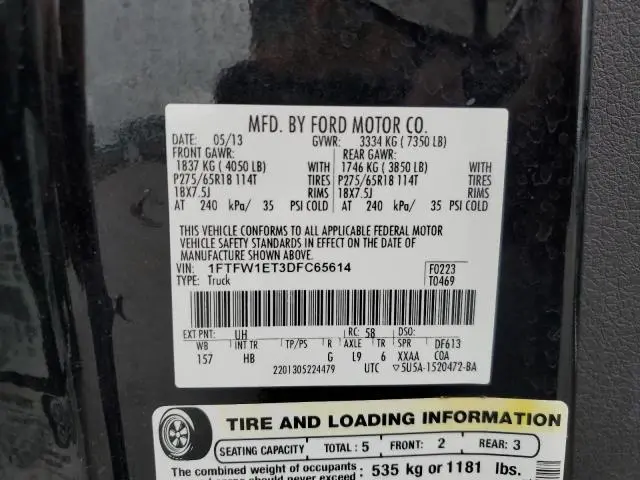 MFD. BY FORD MOTOR CO.
DATE: 05/13 GVWR: 3334 KG ( 7350 LB)
FRONT GAWR: REAR GAWR:
1837 KG ( 4050 LB) WITH 1746 KG ( 3850 LB) WITH
P275/65R18 114T TIRES P275/65R18 114T TIRES
18X7.5J RIMS 18X7.5J RIMS
AT 240 kPa/ 35 PSI COLD AT 240 kPa/ 35 PSI COLD
THIS VEHICLE CONFORMS TO ALL APPLICABLE FEDERAL MOTOR
VEHICLE SAFETY STANDARDS IN EFFECT ON THE DATE OF
MANUFACTURE SHOWN ABOVE.
VIN: 1FTFW1ET3DFC65614 F0223
TYPE: Truck T0469
EXT PNT: UH RC: 58 DSO:
WB INT TR TP/PS R AXLE TR SPR DF613
157 HB G L9 6 XXAA COA
2201305224479 UTC ▽5U5A-1520472-BA
TIRE AND LOADING INFORMATION
SEATING CAPACITY TOTAL: 5 FRONT: 2 REAR: 3
The combined weight of occupants 535 kg or 1181 lbs.
should never exceed